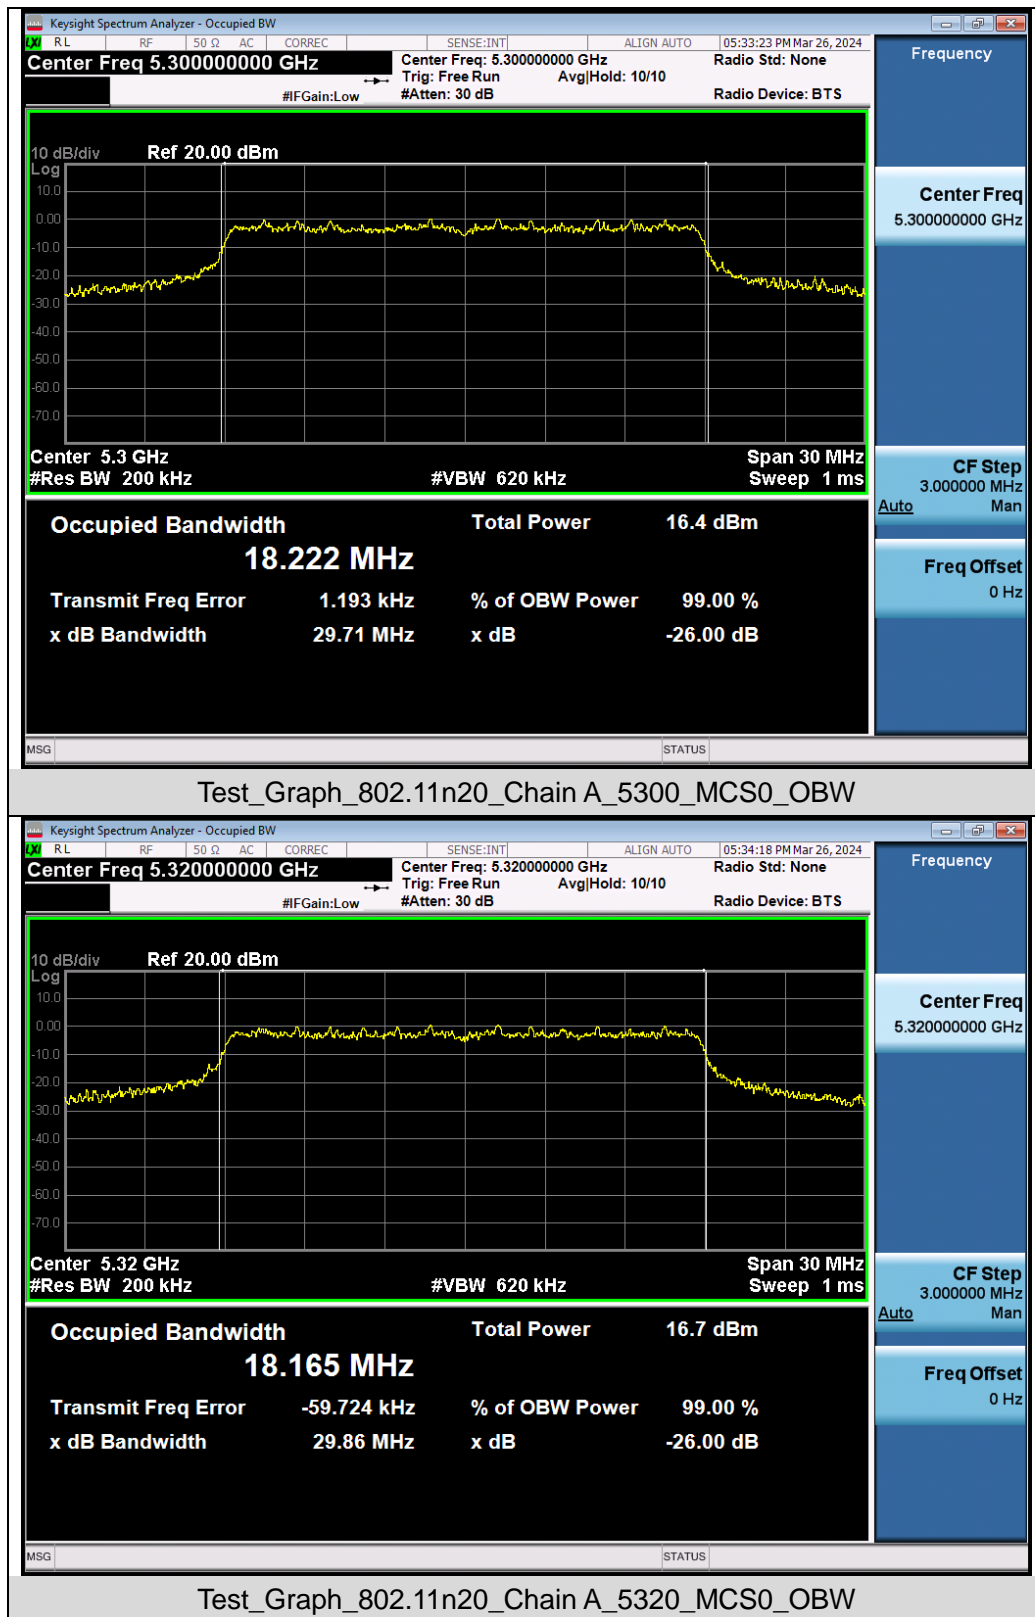 Keysight Spectrum Analyzer - Occupied BW
LXI RL RF 50 Ω AC CORREC SENSE:INT ALIGN AUTO 05:33:23 PM Mar 26, 2024
Center Freq 5.300000000 GHz
Center Freq: 5.300000000 GHz Radio Std: None
Trig: Free Run Avg|Hold: 10/10
#IFGain:Low #Atten: 30 dB Radio Device: BTS
10 dB/div Ref 20.00 dBm
Log
10.0
0.00
-10.0
-20.0
-30.0
-40.0
-50.0
-60.0
-70.0
Center 5.3 GHz Span 30 MHz
#Res BW 200 kHz #VBW 620 kHz Sweep 1 ms
Occupied Bandwidth Total Power 16.4 dBm
18.222 MHz
Transmit Freq Error 1.193 kHz % of OBW Power 99.00 %
x dB Bandwidth 29.71 MHz x dB -26.00 dB
Frequency
Center Freq
5.300000000 GHz
CF Step
3.000000 MHz
Auto Man
Freq Offset
0 Hz
MSG STATUS
Test_Graph_802.11n20_Chain A_5300_MCS0_OBW
Keysight Spectrum Analyzer - Occupied BW
LXI RL RF 50 Ω AC CORREC SENSE:INT ALIGN AUTO 05:34:18 PM Mar 26, 2024
Center Freq 5.320000000 GHz
Center Freq: 5.320000000 GHz Radio Std: None
Trig: Free Run Avg|Hold: 10/10
#IFGain:Low #Atten: 30 dB Radio Device: BTS
10 dB/div Ref 20.00 dBm
Log
10.0
0.00
-10.0
-20.0
-30.0
-40.0
-50.0
-60.0
-70.0
Center 5.32 GHz Span 30 MHz
#Res BW 200 kHz #VBW 620 kHz Sweep 1 ms
Occupied Bandwidth Total Power 16.7 dBm
18.165 MHz
Transmit Freq Error -59.724 kHz % of OBW Power 99.00 %
x dB Bandwidth 29.86 MHz x dB -26.00 dB
Frequency
Center Freq
5.320000000 GHz
CF Step
3.000000 MHz
Auto Man
Freq Offset
0 Hz
MSG STATUS
Test_Graph_802.11n20_Chain A_5320_MCS0_OBW